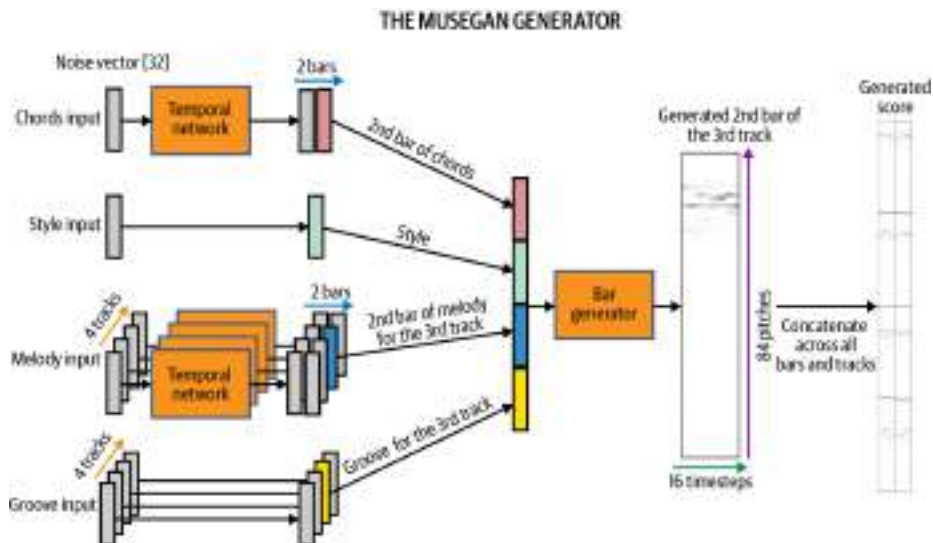 THE MUSEGAN GENERATOR
Noise vector [32]
2 bars
Chords input
Temporal
network
2nd bar of chords
Style input
Style
4 tracks
2 bars
Melody input
Temporal
network
2nd bar of melody
for the 3rd track
4 tracks
Groove input
Groove for the 3rd track
Bar
generator
Generated 2nd bar of
the 3rd track
84 pitches
16 timesteps
Concatenate
across all
bars and tracks
Generated
score